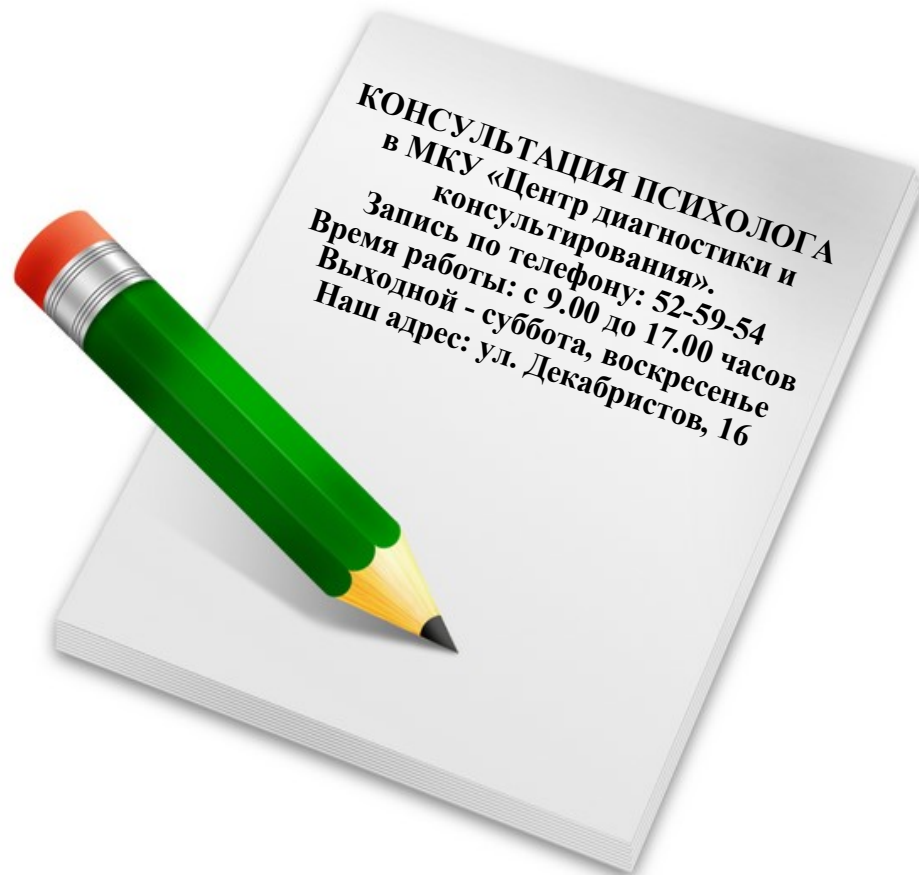 КОНСУЛЬТАЦИЯ ПСИХОЛОГА
в МКУ «Центр диагностики и
консультирования».
Запись по телефону: 52-59-54
Время работы: с 9.00 до 17.00 часов
Выходной - суббота, воскресенье
Наш адрес: ул. Декабристов, 16